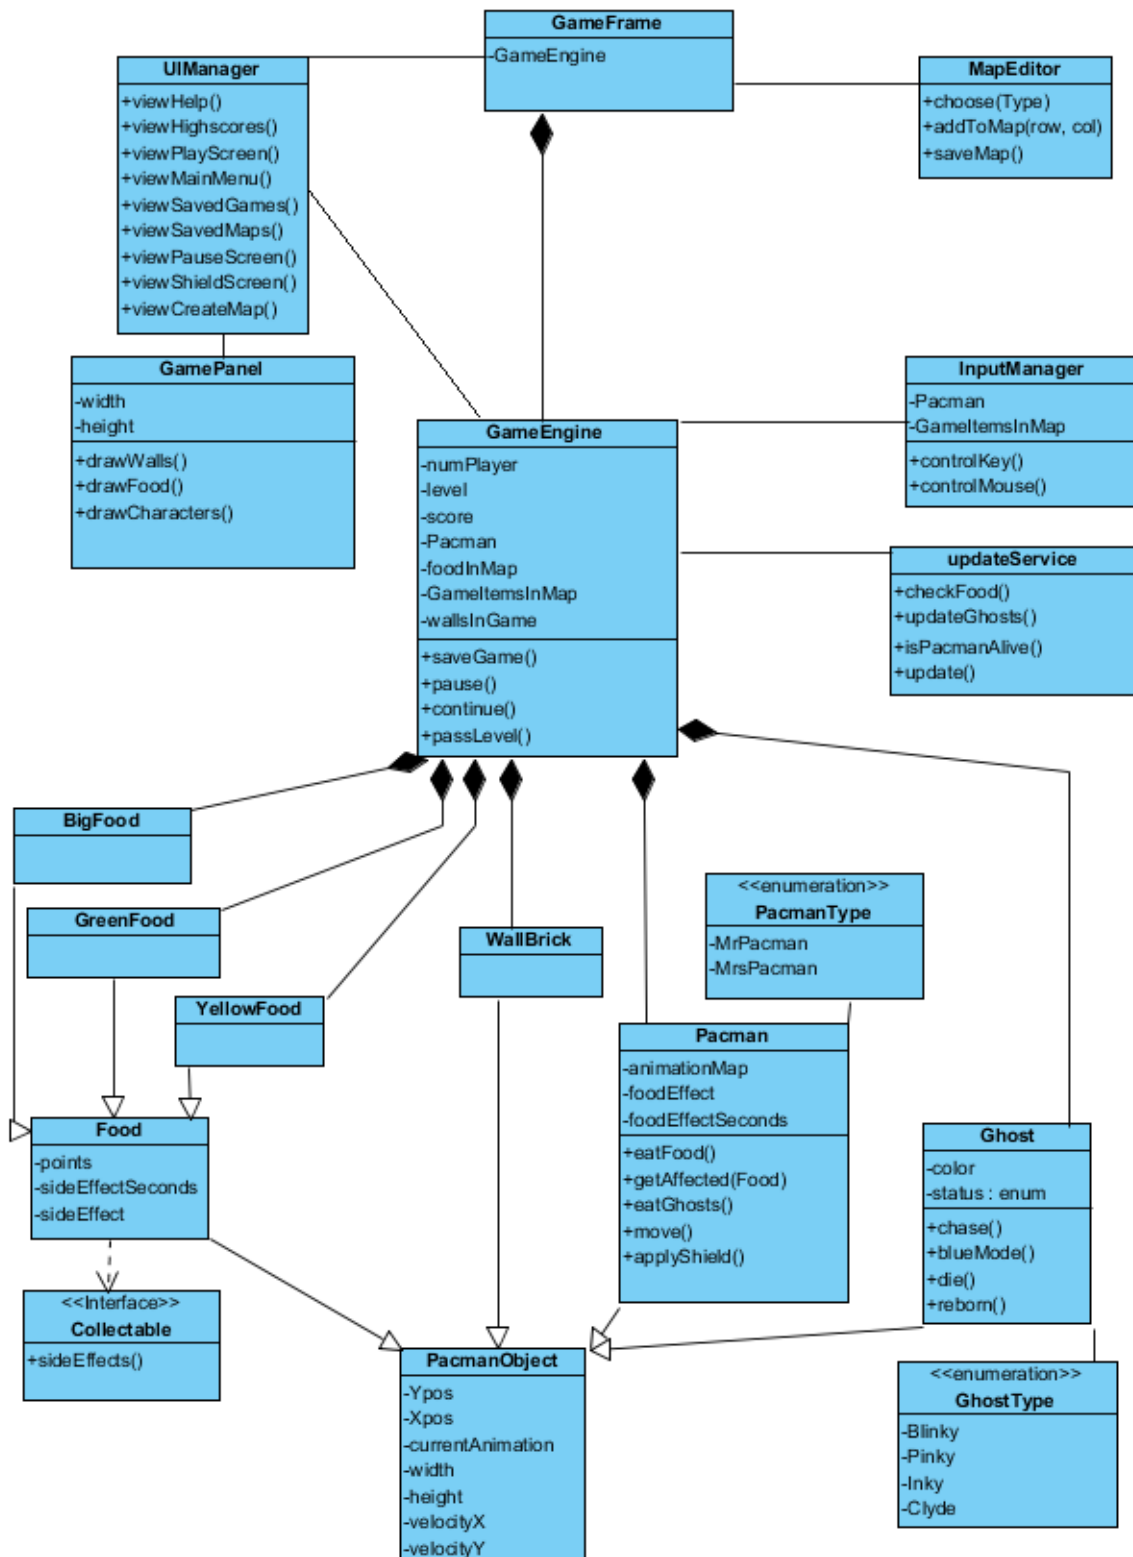 GameFrame
-GameEngine
UIManager
+viewHelp()
+viewHighscores()
+viewPlayScreen()
+viewMainMenu()
+viewSavedGames()
+viewSavedMaps()
+viewPauseScreen()
+viewShieldScreen()
+viewCreateMap()
MapEditor
+choose(Type)
+addToMap(row, col)
+saveMap()
GamePanel
-width
-height
+drawWalls()
+drawFood()
+drawCharacters()
InputManager
-Pacman
-GameItemsInMap
+controlKey()
+controlMouse()
GameEngine
-numPlayer
-level
-score
-Pacman
-foodInMap
-GameItemsInMap
-wallsInGame
+saveGame()
+pause()
+continue()
+passLevel()
updateService
+checkFood()
+updateGhosts()
+isPacmanAlive()
+update()
BigFood
GreenFood
YellowFood
WallBrick
<<enumeration>>
PacmanType
-MrPacman
-MrsPacman
Pacman
-animationMap
-foodEffect
-foodEffectSeconds
+eatFood()
+getAffected(Food)
+eatGhosts()
+move()
+applyShield()
Food
-points
-sideEffectSeconds
-sideEffect
Ghost
-color
-status : enum
+chase()
+blueMode()
+die()
+reborn()
<<Interface>>
Collectable
+sideEffects()
PacmanObject
-Ypos
-Xpos
-currentAnimation
-width
-height
-velocityX
-velocityY
<<enumeration>>
GhostType
-Blinky
-Pinky
-Inky
-Clyde